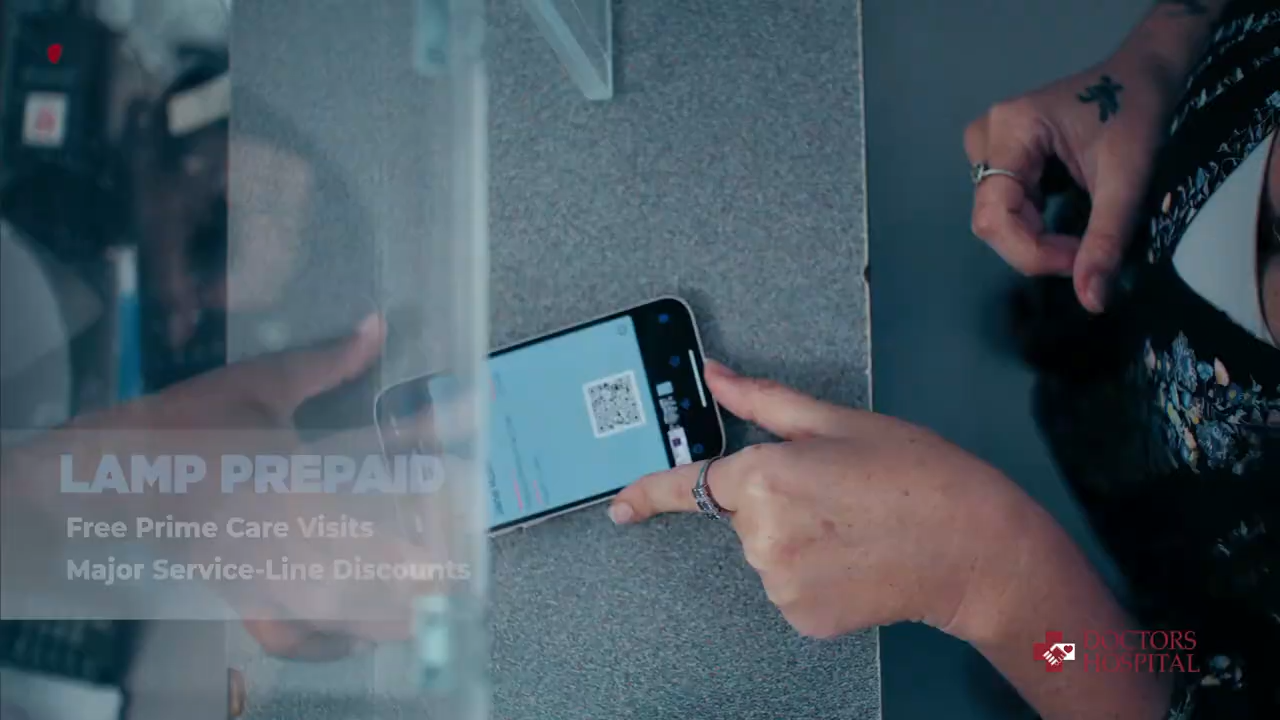 LAMP PREPAID
Free Prime Care Visits
Major Service-Line Discounts
DOCTORS
HOSPITAL